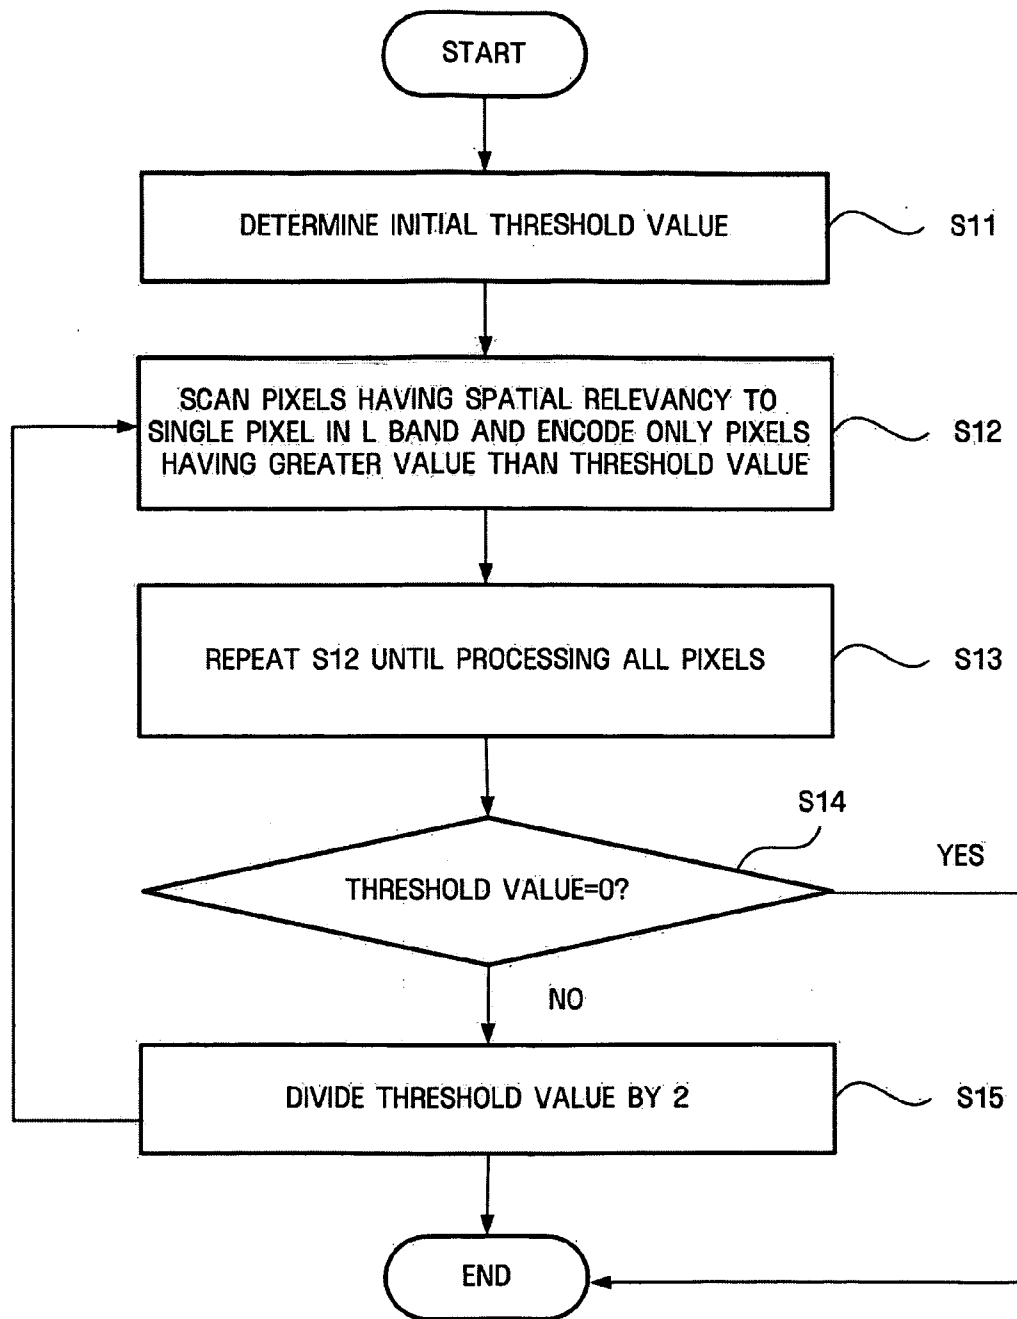 START
DETERMINE INITIAL THRESHOLD VALUE
S11
SCAN PIXELS HAVING SPATIAL RELEVANCY TO
SINGLE PIXEL IN L BAND AND ENCODE ONLY PIXELS
HAVING GREATER VALUE THAN THRESHOLD VALUE
S12
REPEAT S12 UNTIL PROCESSING ALL PIXELS
S13
S14
THRESHOLD VALUE=0?
YES
NO
DIVIDE THRESHOLD VALUE BY 2
S15
END